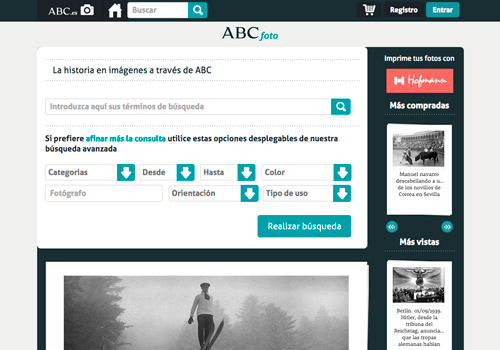 ABC.es
Buscar
Registro
Entrar
ABC foto
La historia en imágenes a través de ABC
Introduzca aquí sus términos de búsqueda
Si prefiere afinar más la consulta utilice estas opciones desplegables de nuestra
búsqueda avanzada
Categorias
Desde
Hasta
Color
Fotógrafo
Orientación
Tipo de uso
Realizar búsqueda
Imprime tus fotos con
Hofmann
Más compradas
Manuel navarro
descabellando a u...
de los novillos de
Correa en Sevilla
Más vistas
Berlín. 01/09/1939.
Hitler, desde la
tribuna del
Reichstag, anuncia...
que las tropas
alemanas habían